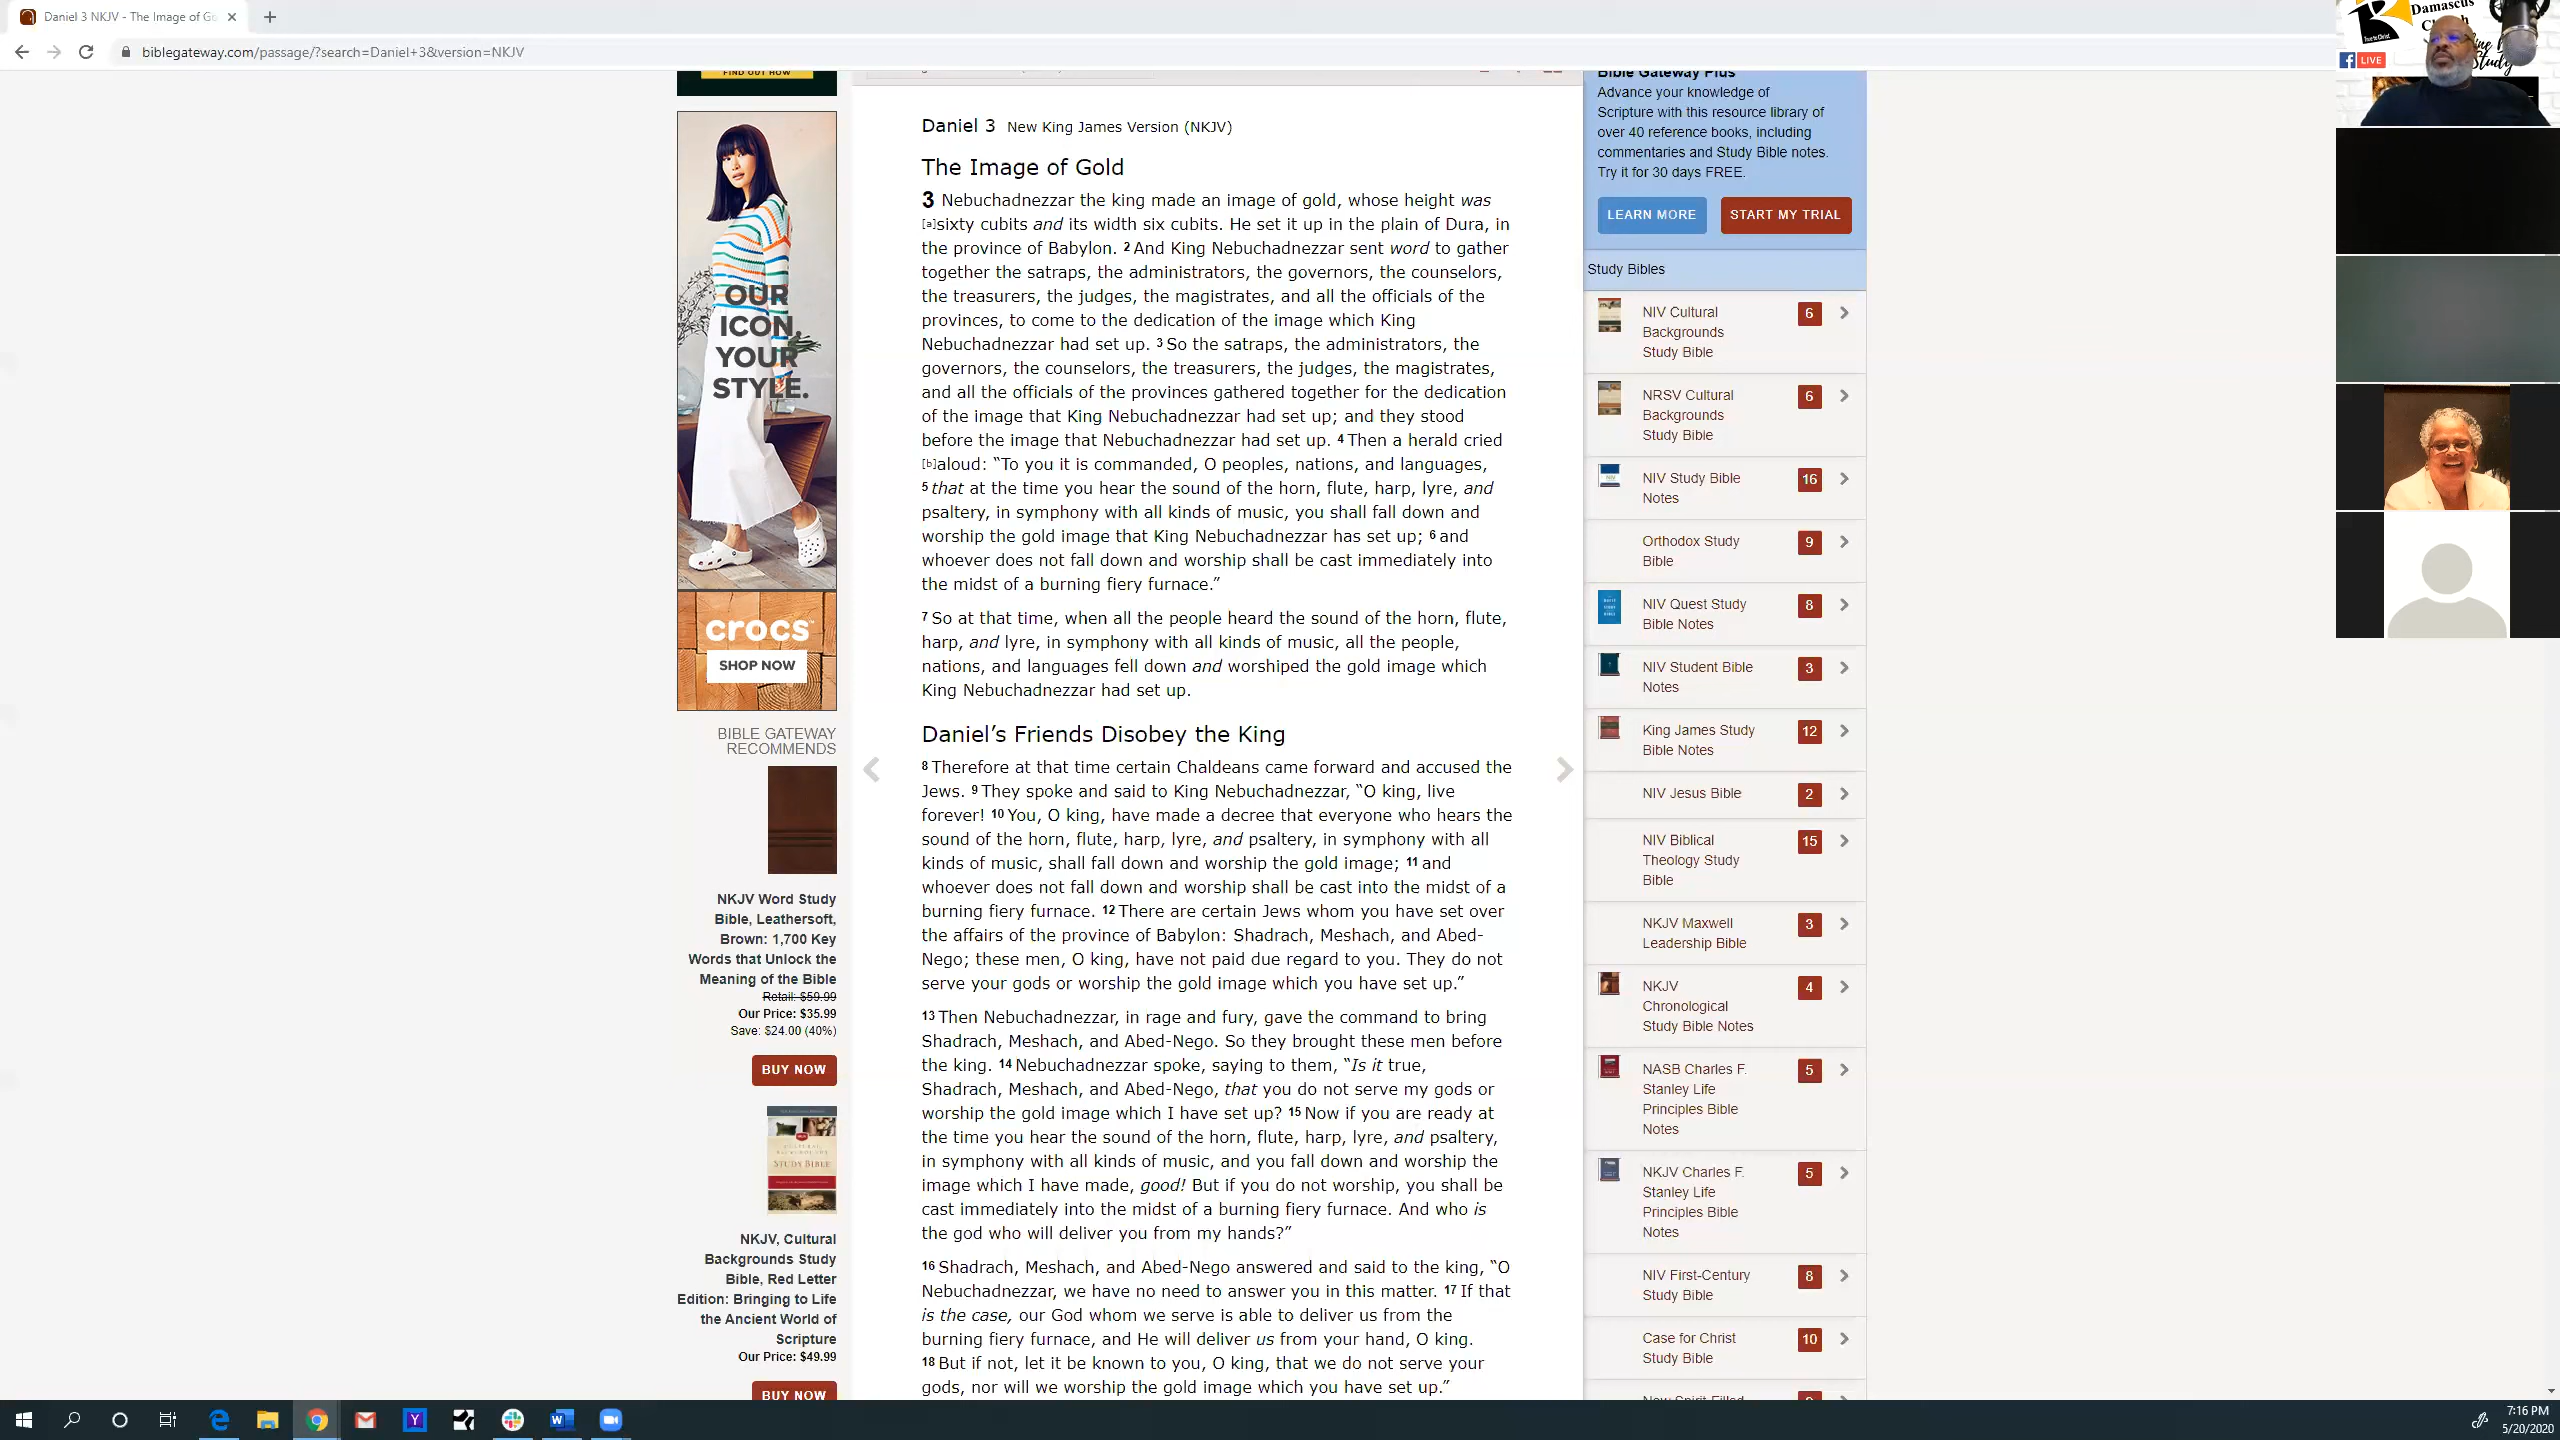 Daniel 3 NKJV - The Image of Go
biblegateway.com/passage/?search=Daniel+3&version=NKJV
FIND OUT HOW
OUR
ICON.
YOUR
STYLE.
crocs™
SHOP NOW
BIBLE GATEWAY
RECOMMENDS
NKJV Word Study
Bible, Leathersoft,
Brown: 1,700 Key
Words that Unlock the
Meaning of the Bible
Retail: $59.99
Our Price: $35.99
Save: $24.00 (40%)
BUY NOW
STUDY BIBLE
NKJV, Cultural
Backgrounds Study
Bible, Red Letter
Edition: Bringing to Life
the Ancient World of
Scripture
Our Price: $49.99
BUY NOW
Daniel 3 New King James Version (NKJV)
The Image of Gold
3 Nebuchadnezzar the king made an image of gold, whose height was
[a]sixty cubits and its width six cubits. He set it up in the plain of Dura, in
the province of Babylon. 2 And King Nebuchadnezzar sent word to gather
together the satraps, the administrators, the governors, the counselors,
the treasurers, the judges, the magistrates, and all the officials of the
provinces, to come to the dedication of the image which King
Nebuchadnezzar had set up. 3 So the satraps, the administrators, the
governors, the counselors, the treasurers, the judges, the magistrates,
and all the officials of the provinces gathered together for the dedication
of the image that King Nebuchadnezzar had set up; and they stood
before the image that Nebuchadnezzar had set up. 4 Then a herald cried
[b]aloud: “To you it is commanded, O peoples, nations, and languages,
5 that at the time you hear the sound of the horn, flute, harp, lyre, and
psaltery, in symphony with all kinds of music, you shall fall down and
worship the gold image that King Nebuchadnezzar has set up; 6 and
whoever does not fall down and worship shall be cast immediately into
the midst of a burning fiery furnace.”
7 So at that time, when all the people heard the sound of the horn, flute,
harp, and lyre, in symphony with all kinds of music, all the people,
nations, and languages fell down and worshiped the gold image which
King Nebuchadnezzar had set up.
Daniel’s Friends Disobey the King
8 Therefore at that time certain Chaldeans came forward and accused the
Jews. 9 They spoke and said to King Nebuchadnezzar, “O king, live
forever! 10 You, O king, have made a decree that everyone who hears the
sound of the horn, flute, harp, lyre, and psaltery, in symphony with all
kinds of music, shall fall down and worship the gold image; 11 and
whoever does not fall down and worship shall be cast into the midst of a
burning fiery furnace. 12 There are certain Jews whom you have set over
the affairs of the province of Babylon: Shadrach, Meshach, and Abed-
Nego; these men, O king, have not paid due regard to you. They do not
serve your gods or worship the gold image which you have set up.”
13 Then Nebuchadnezzar, in rage and fury, gave the command to bring
Shadrach, Meshach, and Abed-Nego. So they brought these men before
the king. 14 Nebuchadnezzar spoke, saying to them, “Is it true,
Shadrach, Meshach, and Abed-Nego, that you do not serve my gods or
worship the gold image which I have set up? 15 Now if you are ready at
the time you hear the sound of the horn, flute, harp, lyre, and psaltery,
in symphony with all kinds of music, and you fall down and worship the
image which I have made, good! But if you do not worship, you shall be
cast immediately into the midst of a burning fiery furnace. And who is
the god who will deliver you from my hands?”
16 Shadrach, Meshach, and Abed-Nego answered and said to the king, “O
Nebuchadnezzar, we have no need to answer you in this matter. 17 If that
is the case, our God whom we serve is able to deliver us from the
burning fiery furnace, and He will deliver us from your hand, O king.
18 But if not, let it be known to you, O king, that we do not serve your
gods, nor will we worship the gold image which you have set up.”
Bible Gateway Plus
Advance your knowledge of
Scripture with this resource library of
over 40 reference books, including
commentaries and Study Bible notes.
Try it for 30 days FREE.
LEARN MORE START MY TRIAL
Study Bibles
NIV Cultural 6
Backgrounds
Study Bible
NRSV Cultural 6
Backgrounds
Study Bible
NIV Study Bible 16
Notes
Orthodox Study 9
Bible
NIV Quest Study 8
Bible Notes
NIV Student Bible 3
Notes
King James Study 12
Bible Notes
NIV Jesus Bible 2
NIV Biblical 15
Theology Study
Bible
NKJV Maxwell 3
Leadership Bible
NKJV 4
Chronological
Study Bible Notes
NASB Charles F. 5
Stanley Life
Principles Bible
Notes
NKJV Charles F. 5
Stanley Life
Principles Bible
Notes
NIV First-Century 8
Study Bible
Case for Christ 10
Study Bible
Damascus
LIVE
Study
7:16 PM
5/20/2020